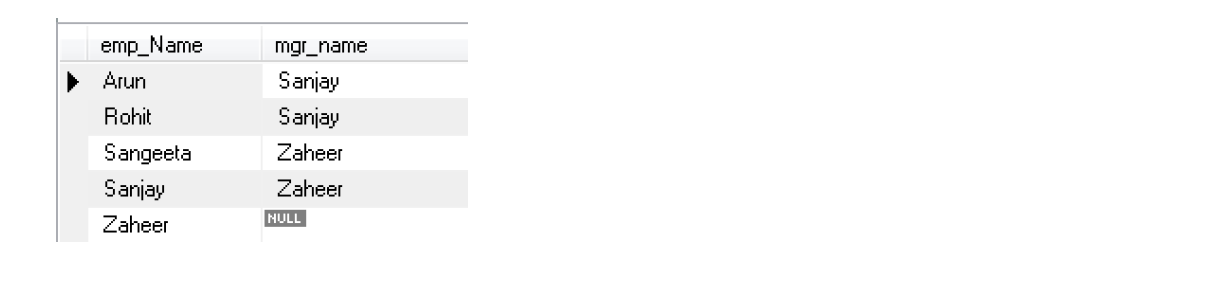 emp_Name mgr_name
Arun Sanjay
Rohit Sanjay
Sangeeta Zaheer
Sanjay Zaheer
Zaheer NULL